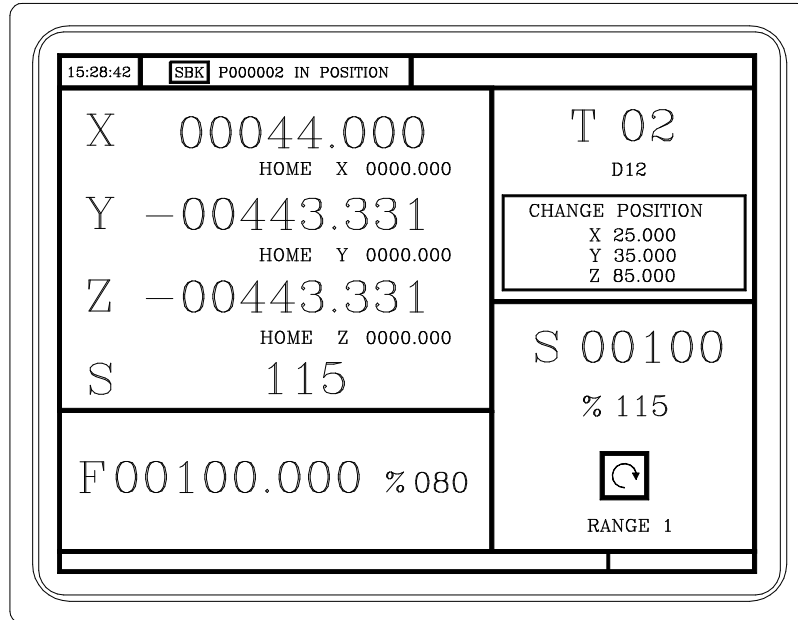 15:28:42 SBK P000002 IN POSITION
X 00044.000
HOME X 0000.000
Y -00443.331
HOME Y 0000.000
Z -00443.331
HOME Z 0000.000
S 115
F00100.000 % 080
T 02
D12
CHANGE POSITION
X 25.000
Y 35.000
Z 85.000
S 00100
% 115
RANGE 1